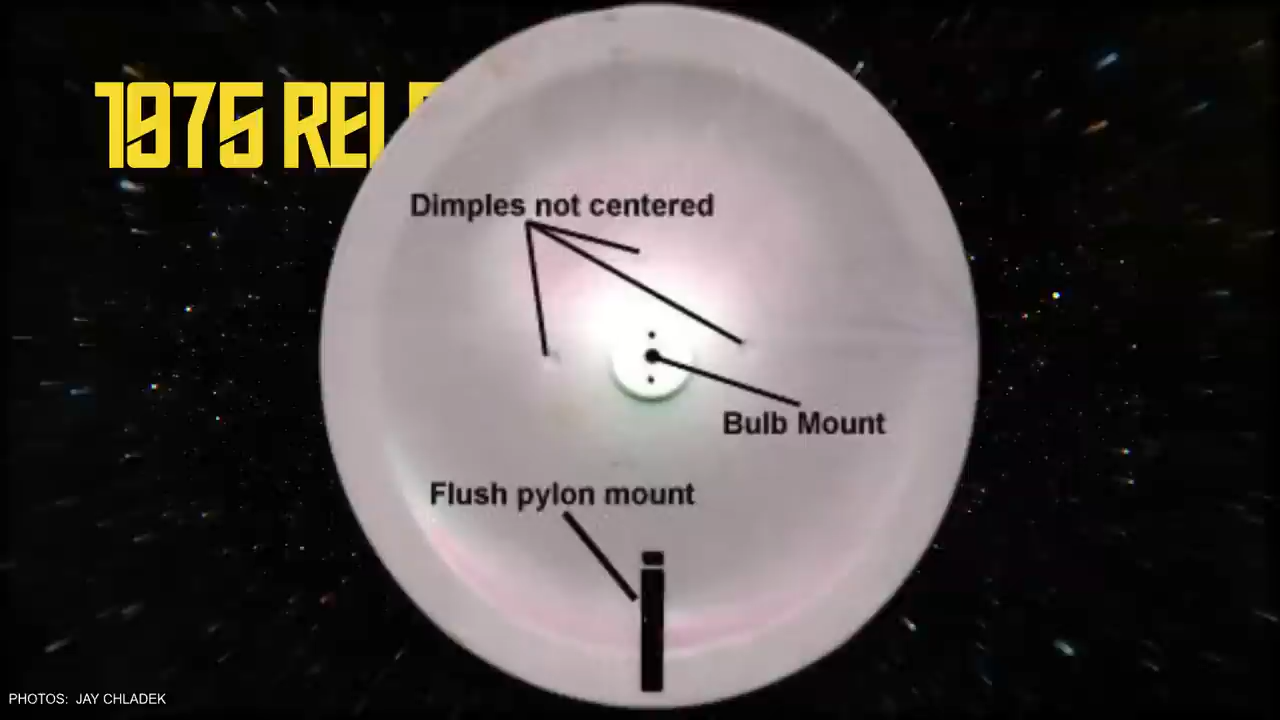 1975 REL
Dimples not centered
Bulb Mount
Flush pylon mount
PHOTOS: JAY CHLADEK